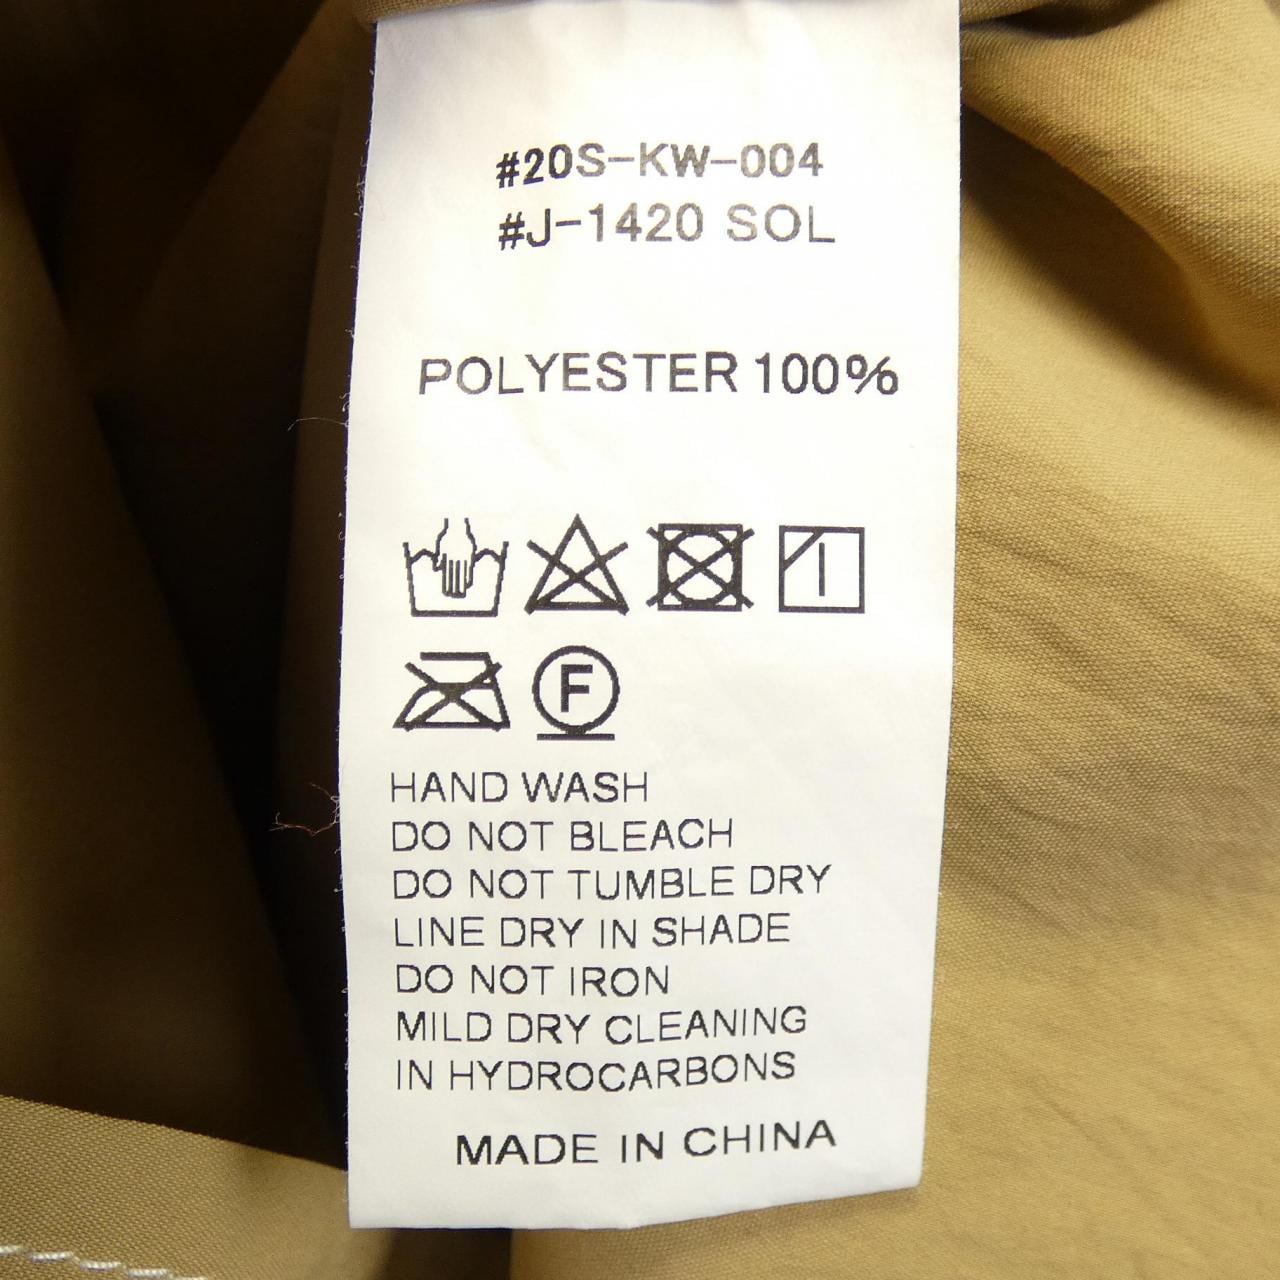 #20S-KW-004
#J-1420 SOL
POLYESTER 100%
F
HAND WASH
DO NOT BLEACH
DO NOT TUMBLE DRY
LINE DRY IN SHADE
DO NOT IRON
MILD DRY CLEANING
IN HYDROCARBONS
MADE IN CHINA